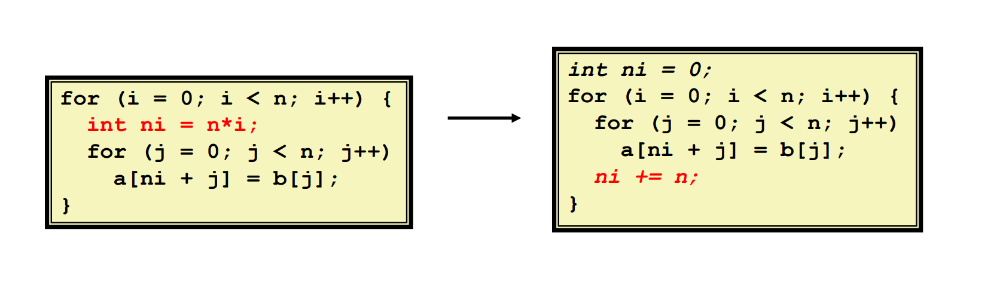 for (i = 0; i < n; i++) {
  int ni = n*i;
  for (j = 0; j < n; j++)
    a[ni + j] = b[j];
}
int ni = 0;
for (i = 0; i < n; i++) {
  for (j = 0; j < n; j++)
    a[ni + j] = b[j];
  ni += n;
}